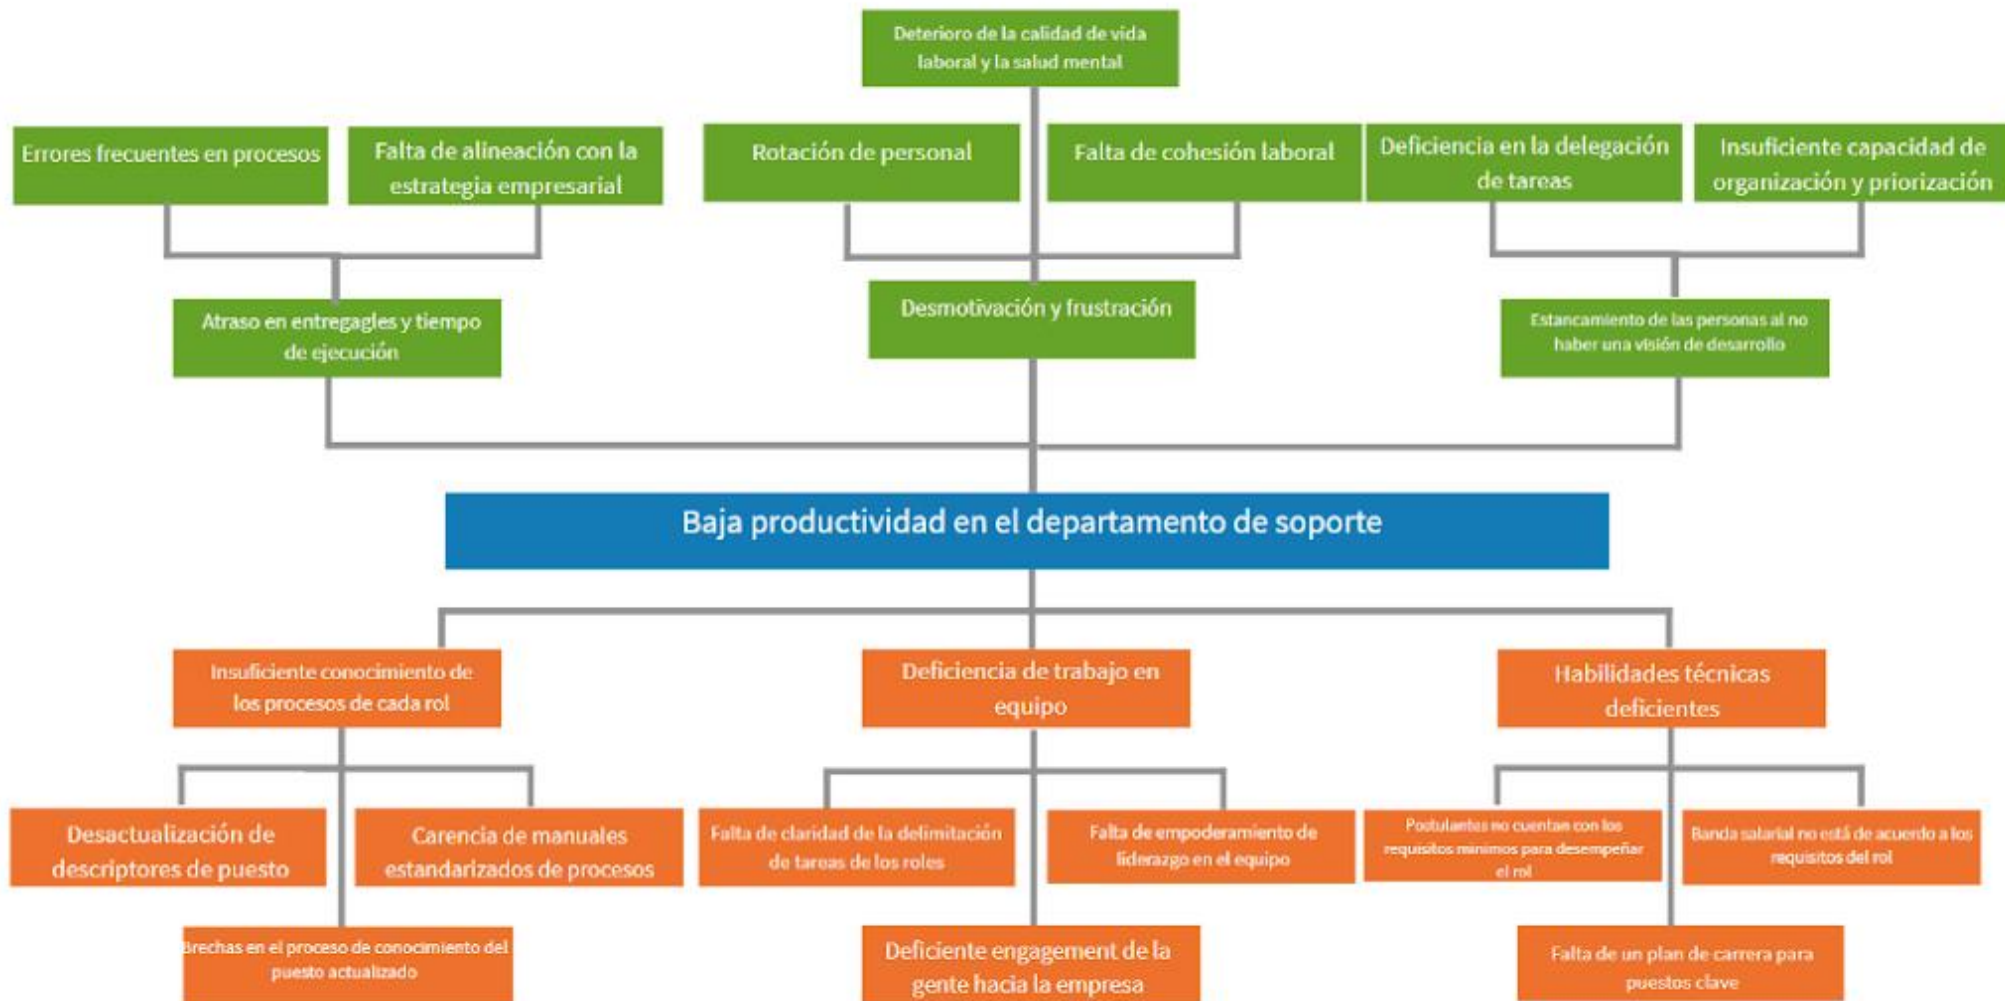 Deterioro de la calidad de vida
laboral y la salud mental
Errores frecuentes en procesos
Falta de alineación con la
estrategia empresarial
Rotación de personal
Falta de cohesión laboral
Deficiencia en la delegación
de tareas
Insuficiente capacidad de
organización y priorización
Atraso en entregagles y tiempo
de ejecución
Desmotivación y frustración
Estancamiento de las personas al no
haber una visión de desarrollo
Baja productividad en el departamento de soporte
Insuficiente conocimiento de
los procesos de cada rol
Deficiencia de trabajo en
equipo
Habilidades técnicas
deficientes
Desactualización de
descriptores de puesto
Carencia de manuales
estandarizados de procesos
Falta de claridad de la delimitación
de tareas de los roles
Falta de empoderamiento de
liderazgo en el equipo
Postulantes no cuentan con los
requisitos minimos para desempeñar
el rol
Banda salarial no está de acuerdo a los
requisitos del rol
Brechas en el proceso de conocimiento del
puesto actualizado
Deficiente engagement de la
gente hacia la empresa
Falta de un plan de carrera para
puestos clave